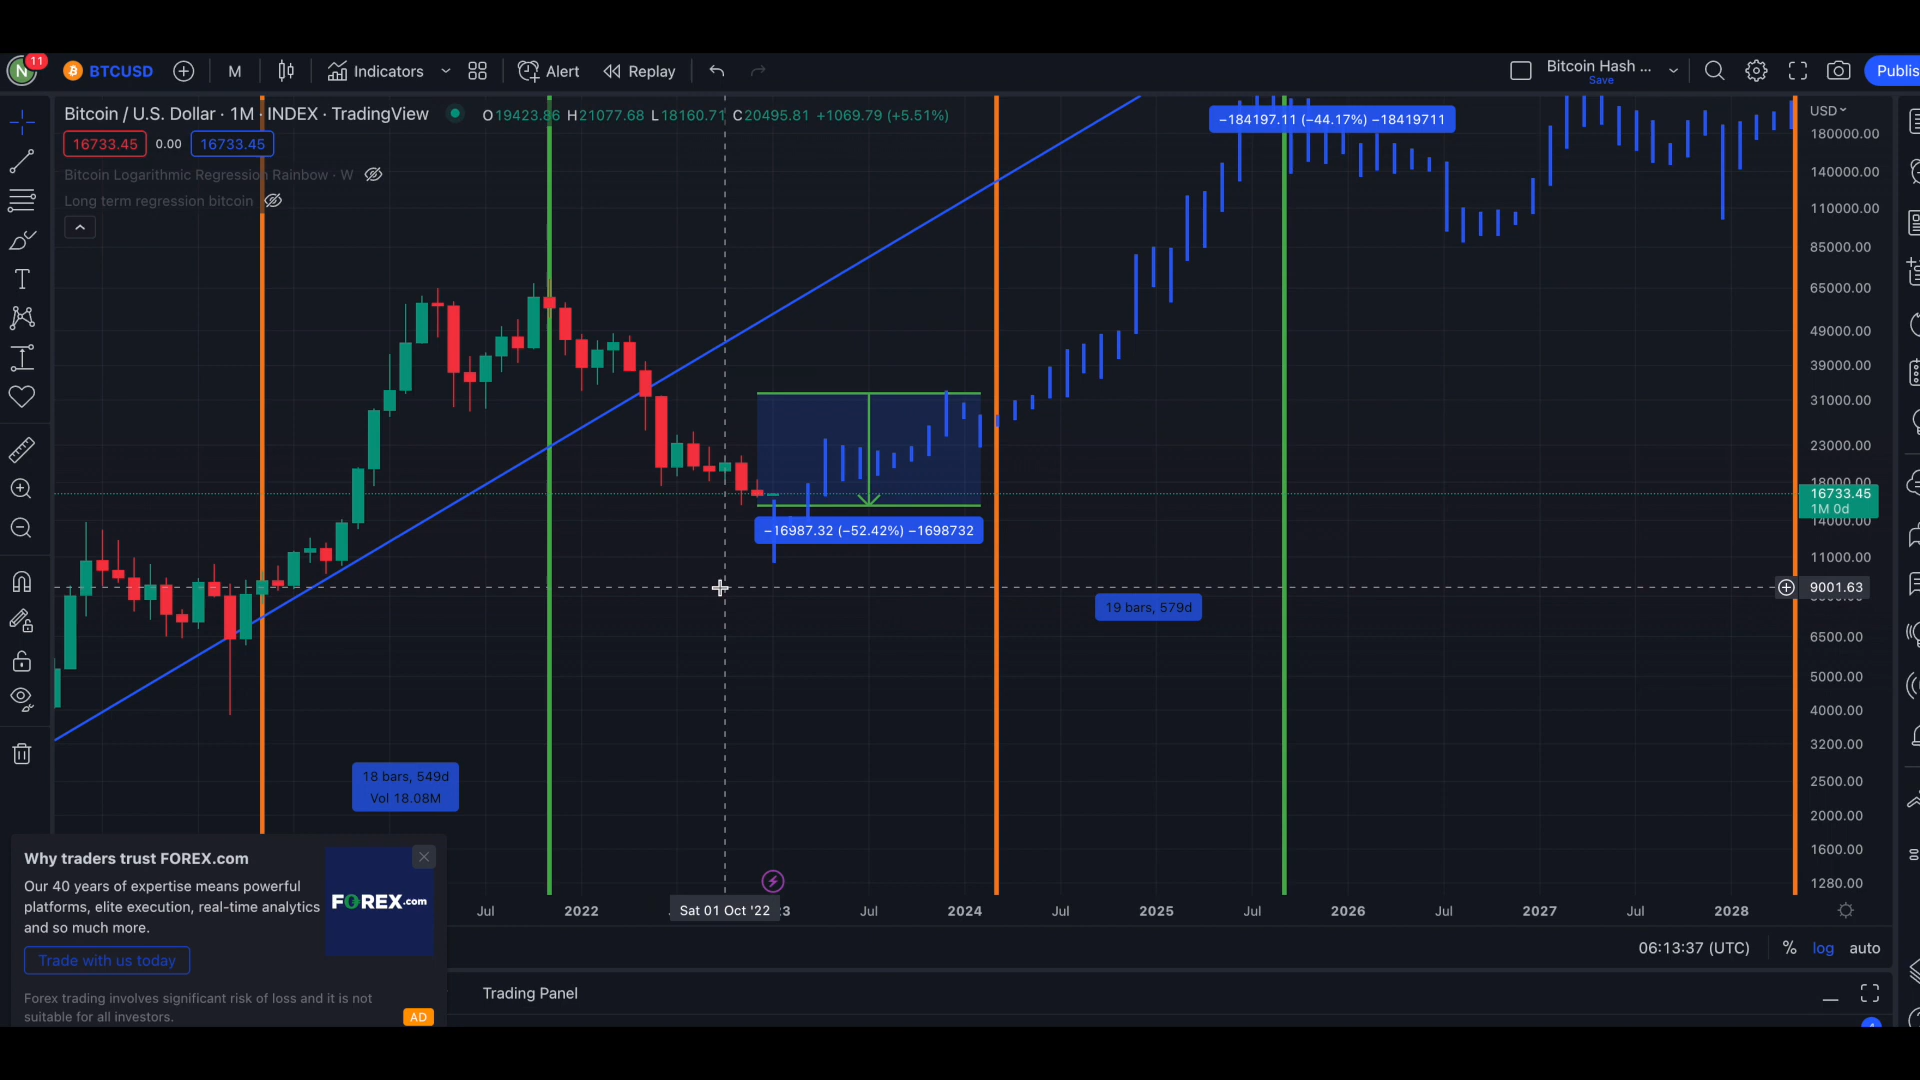 N
11
BTCUSD
M
Indicators
Alert
Replay
Bitcoin Hash ...
Save
Publis
Bitcoin / U.S. Dollar · 1M · INDEX · TradingView
O19423.86 H21077.68 L18160.71 C20495.81 +1069.79 (+5.51%)
16733.45
0.00
16733.45
Bitcoin Logarithmic Regression Rainbow · W
Long term regression bitcoin
−184197.11 (−44.17%) −18419711
−16987.32 (−52.42%) −1698732
19 bars, 579d
18 bars, 549d
Vol 18.08M
USD
180000.00
140000.00
110000.00
85000.00
65000.00
49000.00
39000.00
31000.00
23000.00
18000.00
16733.45
1M 0d
14000.00
11000.00
9001.63
6500.00
5000.00
4000.00
3200.00
2500.00
2000.00
1600.00
1280.00
Jul
2022
Sat 01 Oct '22
Jul
2024
Jul
2025
Jul
2026
Jul
2027
Jul
2028
Why traders trust FOREX.com
Our 40 years of expertise means powerful
platforms, elite execution, real-time analytics
and so much more.
Trade with us today
FOREX.com
Forex trading involves significant risk of loss and it is not
suitable for all investors.
AD
06:13:37 (UTC)
%
log
auto
Trading Panel